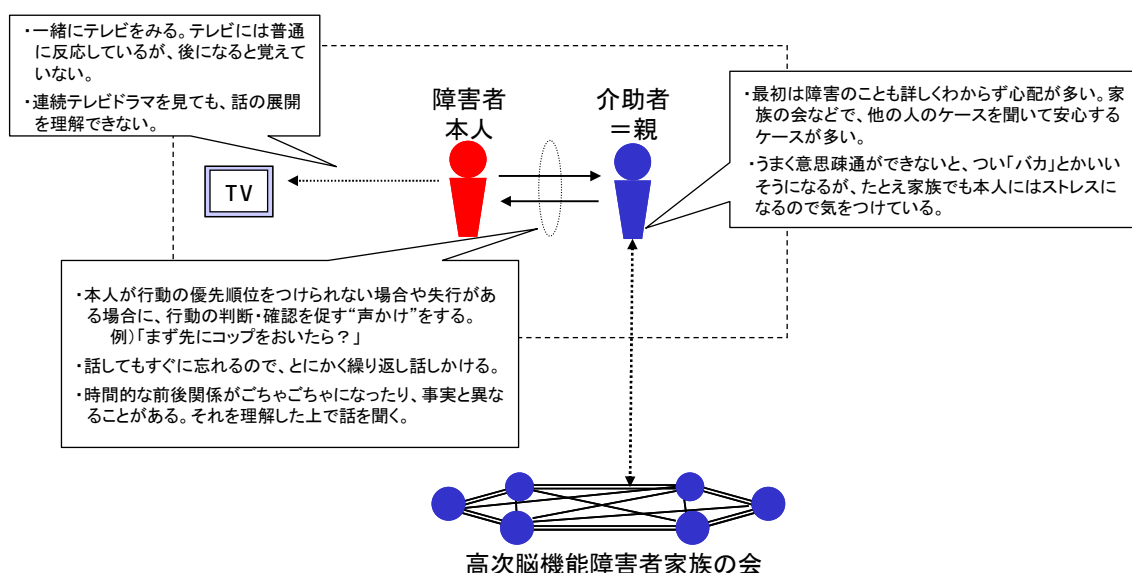 ・一緒にテレビをみる。テレビには普通
に反応しているが、後になると覚えて
いない。
・連続テレビドラマを見ても、話の展開
を理解できない。
障害者
本人
介助者
＝親
・最初は障害のことも詳しくわからず心配が多い。家
族の会などで、他の人のケースを聞いて安心する
ケースが多い。
・うまく意思疎通ができないと、つい「バカ」とかいい
そうになるが、たとえ家族でも本人にはストレスに
なるので気をつけている。
TV
・本人が行動の優先順位をつけられない場合や失行があ
る場合に、行動の判断・確認を促す“声かけ”をする。
例）「まず先にコップをおいたら？」
・話してもすぐに忘れるので、とにかく繰り返し話しかける。
・時間的な前後関係がごちゃごちゃになったり、事実と異な
ることがある。それを理解した上で話を聞く。
高次脳機能障害者家族の会